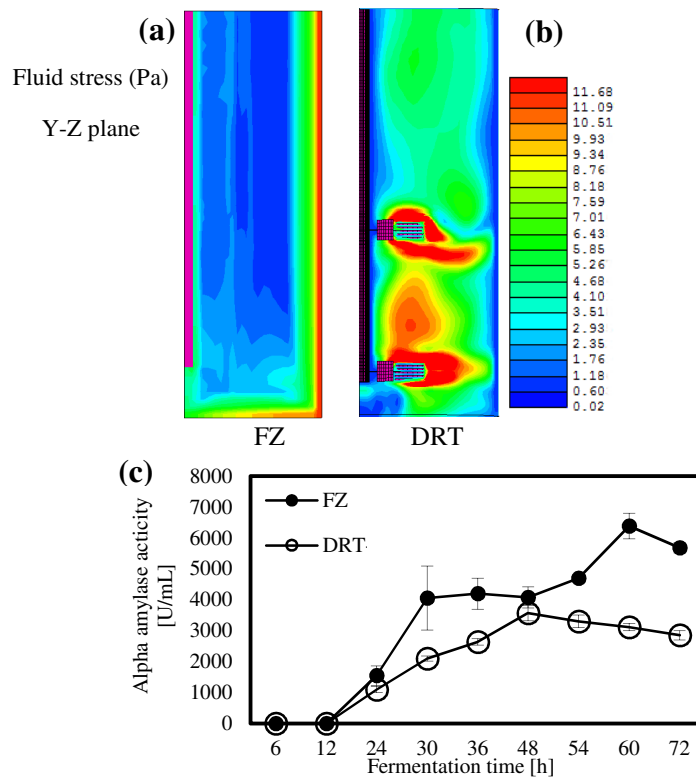 (a)
(b)
Fluid stress (Pa)
Y-Z plane
11.68
11.09
10.51
9.93
9.34
8.76
8.18
7.59
7.01
6.43
5.85
5.26
4.68
4.10
3.51
2.93
2.35
1.76
1.18
0.60
0.02
FZ
DRT
(c)
8000
7000
6000
5000
4000
3000
2000
1000
0
Alpha amylase acticity
[U/mL]
FZ
DRT
6 12 24 30 36 48 54 60 72
Fermentation time [h]